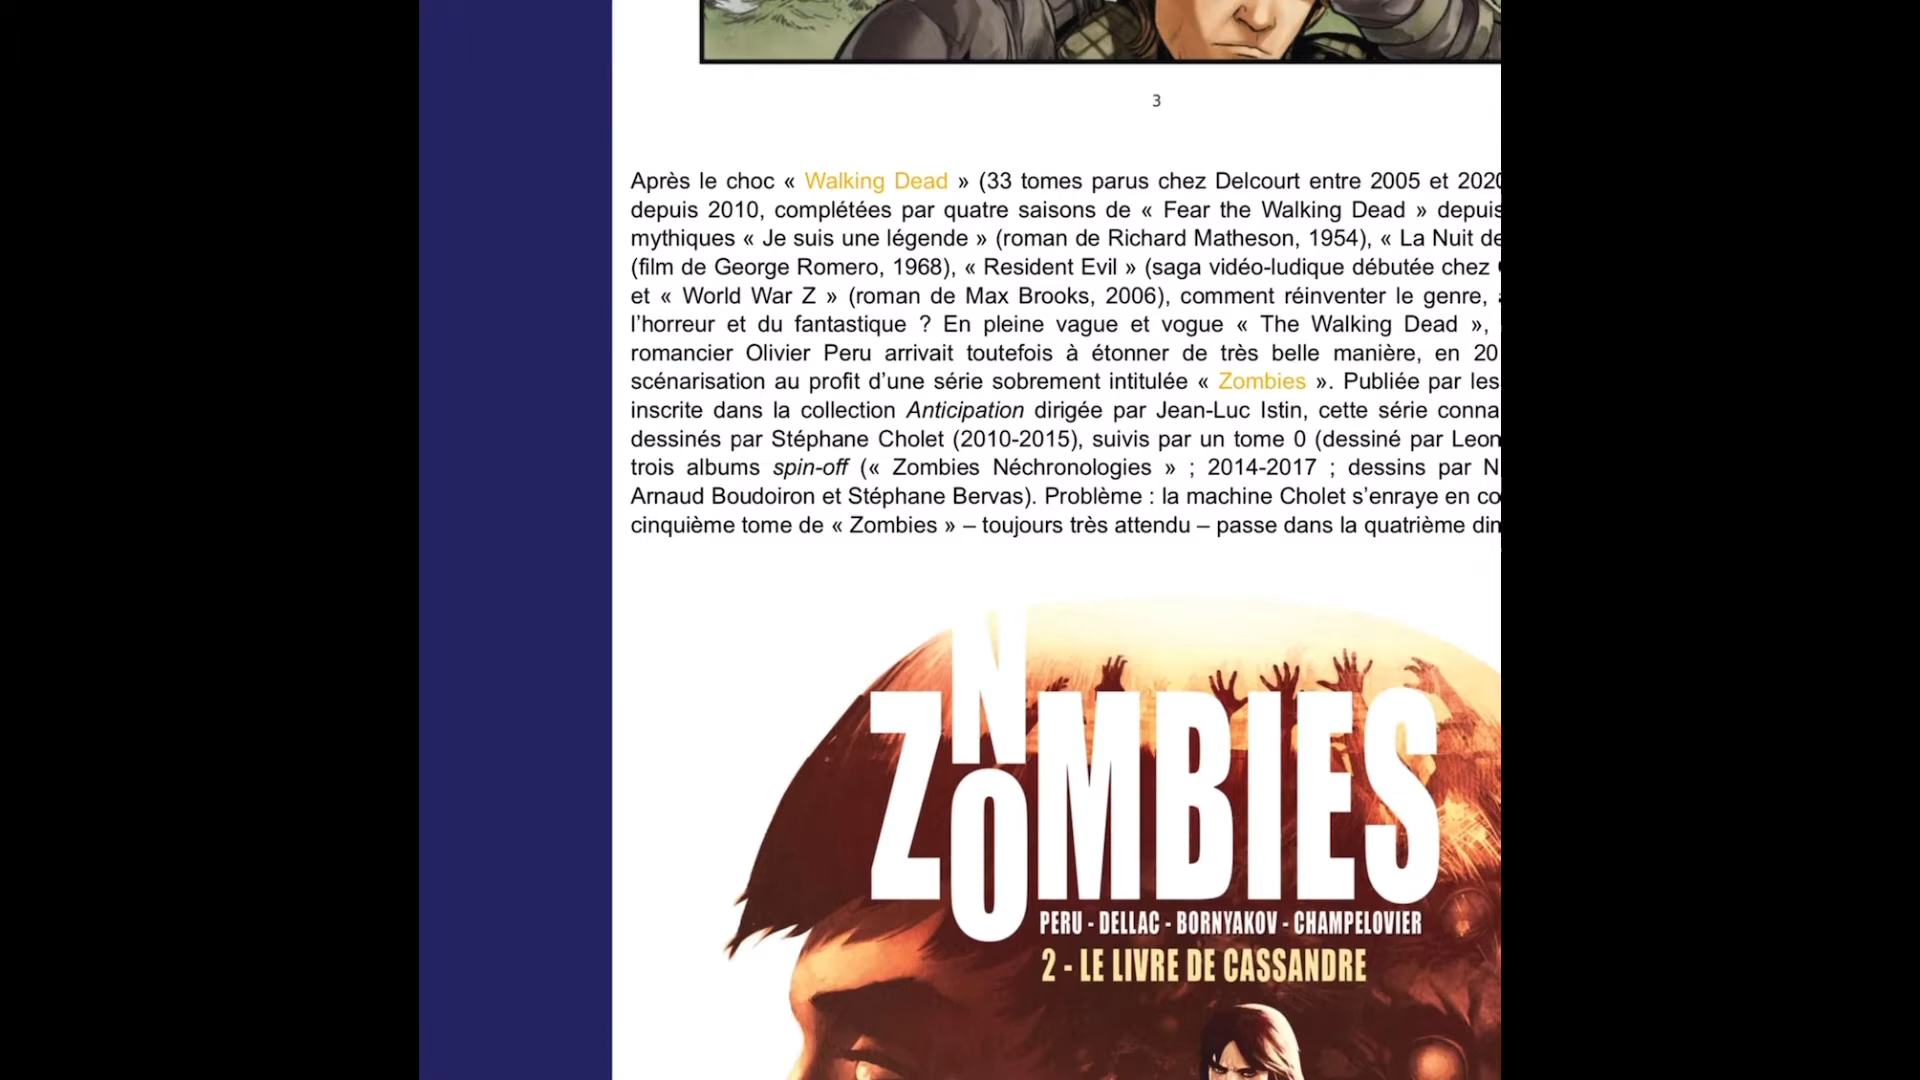 3
Après le choc « Walking Dead » (33 tomes parus chez Delcourt entre 2005 et 2020
depuis 2010, complétées par quatre saisons de « Fear the Walking Dead » depuis
mythiques « Je suis une légende » (roman de Richard Matheson, 1954), « La Nuit de
(film de George Romero, 1968), « Resident Evil » (saga vidéo-ludique débutée chez
et « World War Z » (roman de Max Brooks, 2006), comment réinventer le genre,
l’horreur et du fantastique ? En pleine vague et vogue « The Walking Dead »,
romancier Olivier Peru arrivait toutefois à étonner de très belle manière, en 20
scénarisation au profit d’une série sobrement intitulée « Zombies ». Publiée par les
inscrite dans la collection Anticipation dirigée par Jean-Luc Istin, cette série conna
dessinés par Stéphane Cholet (2010-2015), suivis par un tome 0 (dessiné par Leon
trois albums spin-off (« Zombies Néchronologies » ; 2014-2017 ; dessins par N
Arnaud Boudoiron et Stéphane Bervas). Problème : la machine Cholet s’enraye en co
cinquième tome de « Zombies » – toujours très attendu – passe dans la quatrième
ZNOMBIES
PERU - DELLAC - BORNYAKOV - CHAMPELOVIER
2 - LE LIVRE DE CASSANDRE